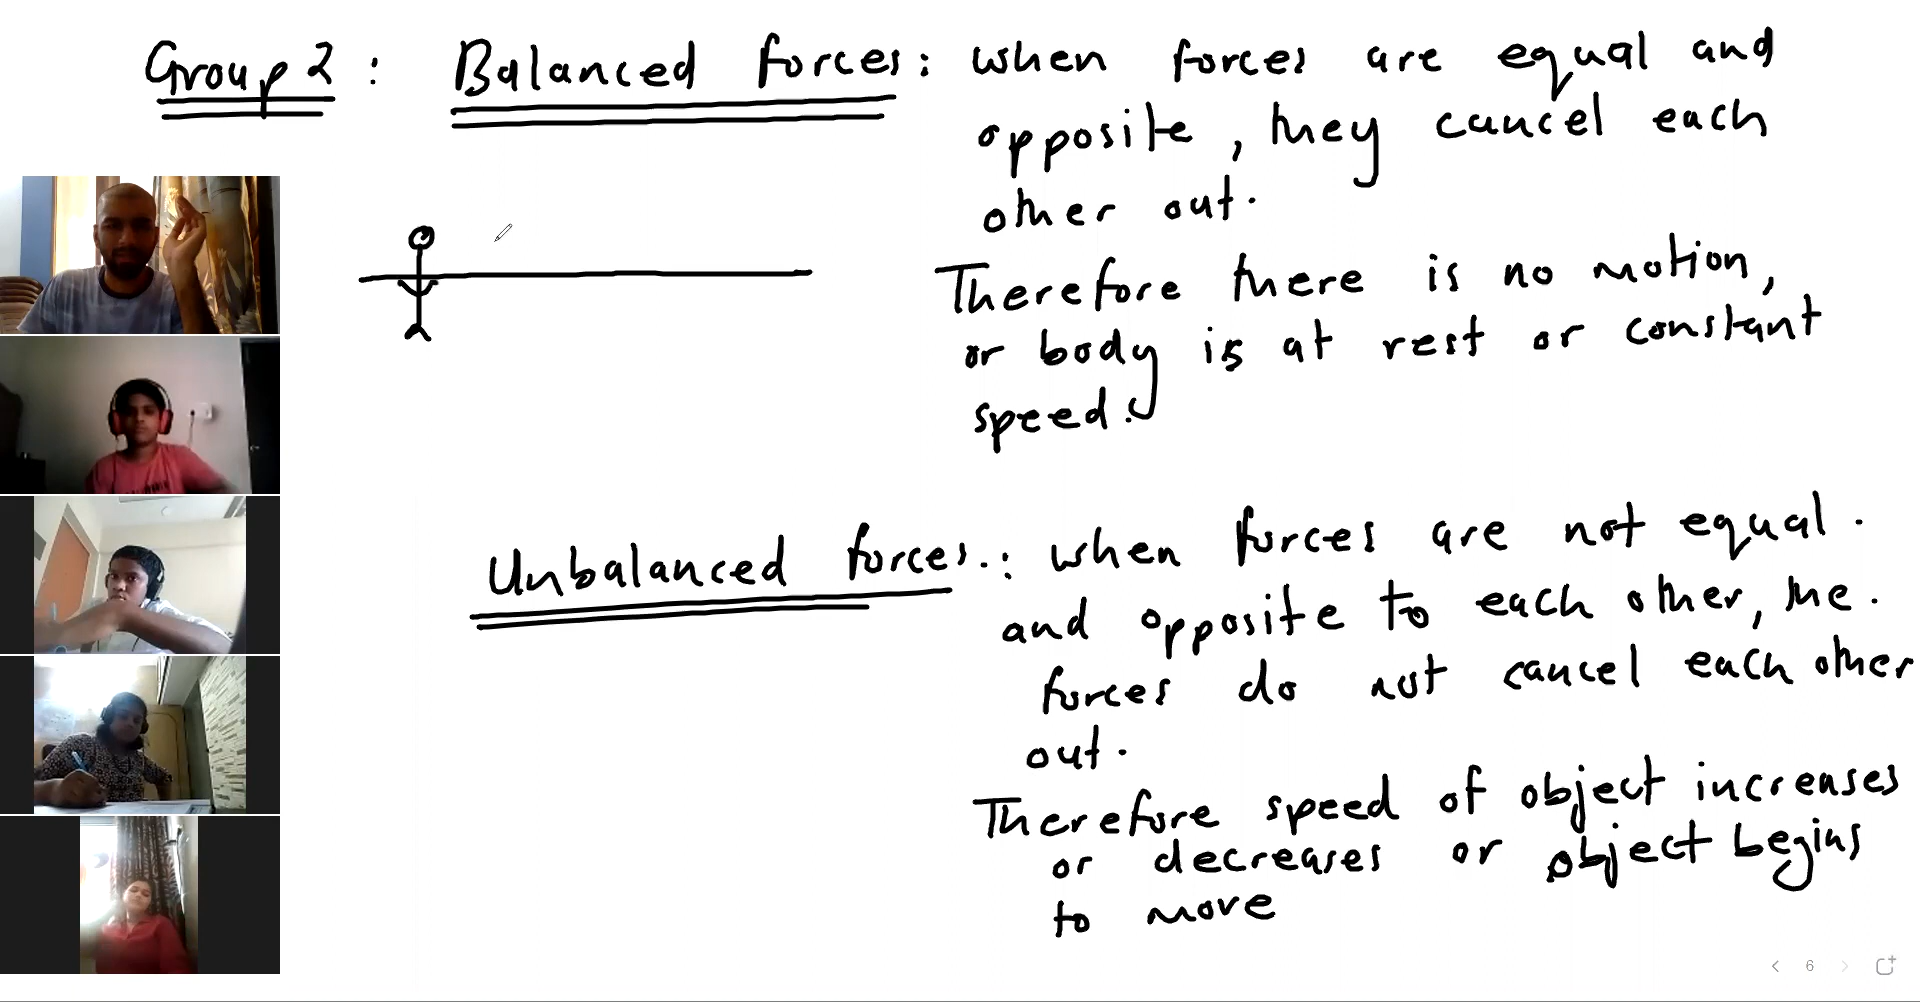 Group 2 : Balanced forces : when forces are equal and
opposite, they cancel each
other out.
Therefore there is no motion,
or body is at rest or constant
speed.
Unbalanced forces. : when forces are not equal.
and opposite to each other, the.
forces do not cancel each other
out.
Therefore speed of object increases
or decreases or object begins
to move
6